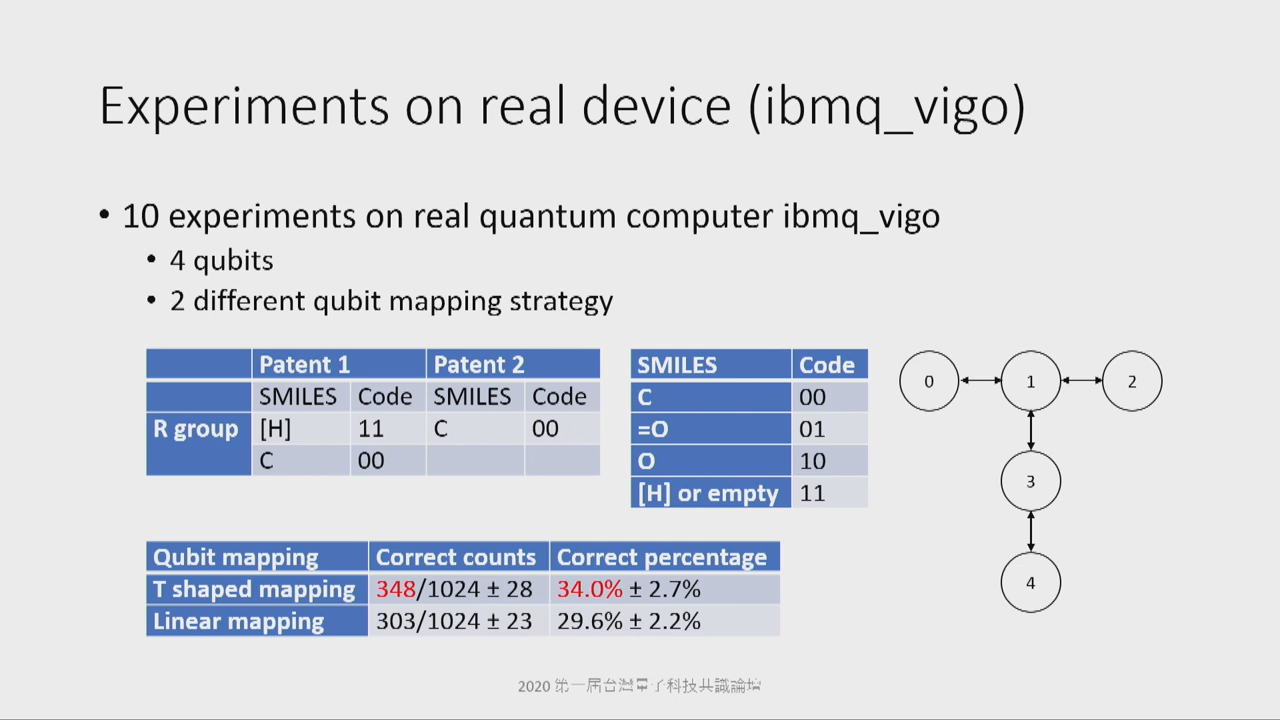 Experiments on real device (ibmq_vigo)
• 10 experiments on real quantum computer ibmq_vigo
• 4 qubits
• 2 different qubit mapping strategy
Patent 1 Patent 2
SMILES Code SMILES Code
R group [H] 11 C 00
C 00
SMILES Code
C 00
=O 01
O 10
[H] or empty 11
0 1 2
3
4
Qubit mapping Correct counts Correct percentage
T shaped mapping 348/1024 ± 28 34.0% ± 2.7%
Linear mapping 303/1024 ± 23 29.6% ± 2.2%
2020 第一屆台灣量子科技共識論壇